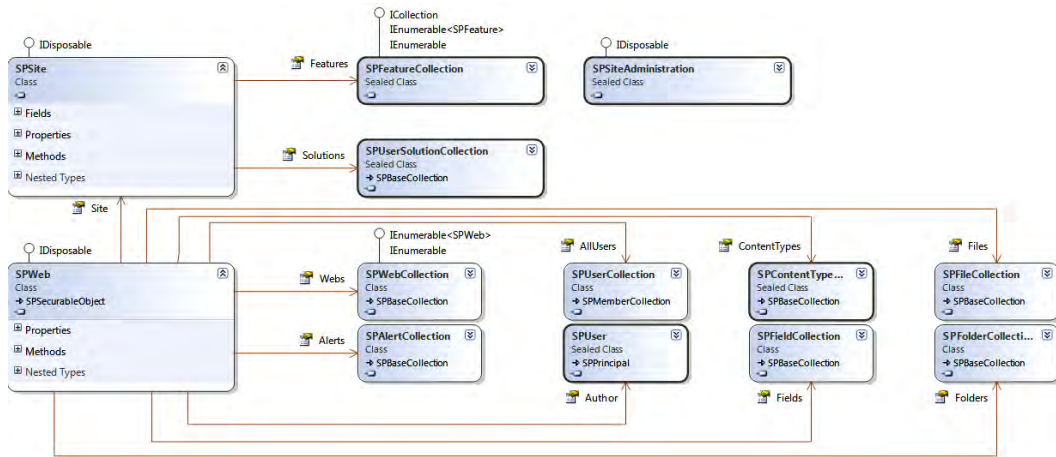 ICollection
IEnumerable<SPFeature>
IEnumerable
IDisposable
IDisposable
SPSite
Class
Fields
Properties
Methods
Nested Types
Features
SPFeatureCollection
Sealed Class
SPSiteAdministration
Sealed Class
Solutions
SPUserSolutionCollection
Sealed Class
SPBaseCollection
Site
IDisposable
IEnumerable<SPWeb>
IEnumerable
AllUsers
ContentTypes
Files
SPWeb
Class
SPSecurableObject
Properties
Methods
Nested Types
Webs
SPWebCollection
Class
SPBaseCollection
SPUserCollection
Class
SPMemberCollection
SPContentType...
Sealed Class
SPBaseCollection
SPFileCollection
Class
SPBaseCollection
Alerts
SPAlertCollection
Class
SPBaseCollection
SPUser
Sealed Class
SPPrincipal
SPFieldCollection
Class
SPBaseCollection
SPFolderCollecti...
Class
SPBaseCollection
Author
Fields
Folders